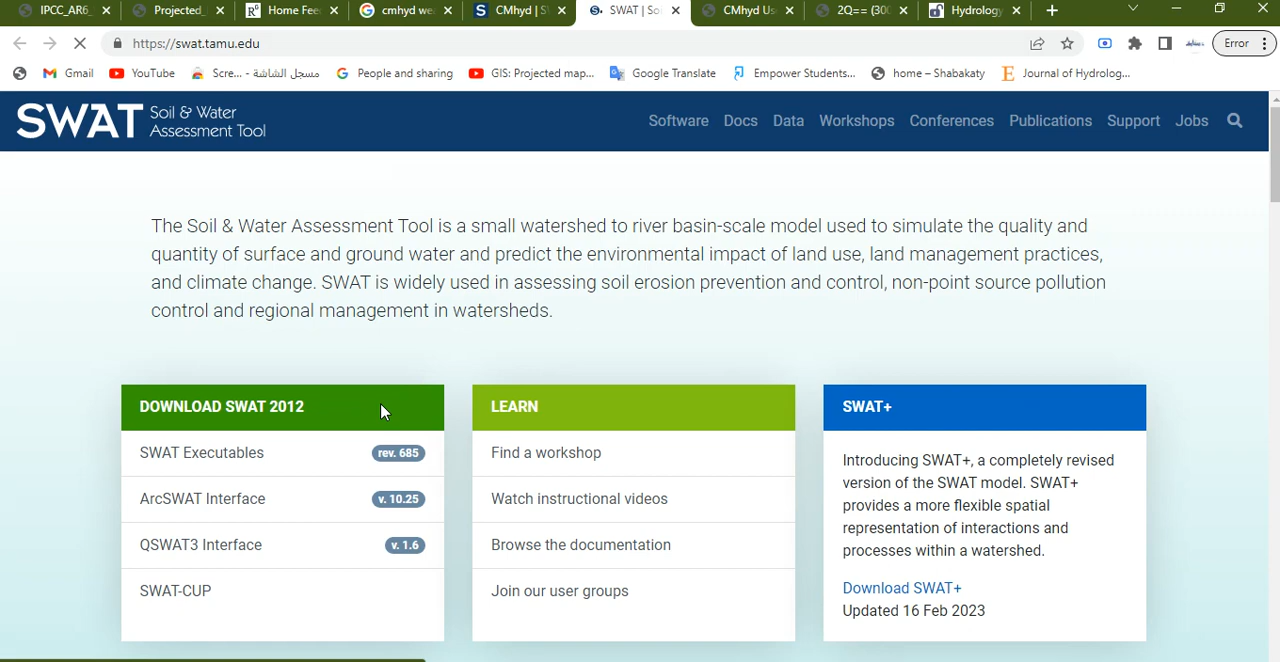 IPCC_AR6_
Projected_
Home Fee
cmhyd we
CMhyd | S
SWAT | Soi
CMhyd Us
2Q== (300
Hydrology
https://swat.tamu.edu
Error
Gmail
YouTube
Scre... - مسجل الشاشة
People and sharing
GIS: Projected map...
Google Translate
Empower Students...
home – Shabakaty
Journal of Hydrolog...
SWAT
Soil & Water
Assessment Tool
Software
Docs
Data
Workshops
Conferences
Publications
Support
Jobs
The Soil & Water Assessment Tool is a small watershed to river basin-scale model used to simulate the quality and
quantity of surface and ground water and predict the environmental impact of land use, land management practices,
and climate change. SWAT is widely used in assessing soil erosion prevention and control, non-point source pollution
control and regional management in watersheds.
DOWNLOAD SWAT 2012
SWAT Executables rev. 685
ArcSWAT Interface v. 10.25
QSWAT3 Interface v. 1.6
SWAT-CUP
LEARN
Find a workshop
Watch instructional videos
Browse the documentation
Join our user groups
SWAT+
Introducing SWAT+, a completely revised
version of the SWAT model. SWAT+
provides a more flexible spatial
representation of interactions and
processes within a watershed.
Download SWAT+
Updated 16 Feb 2023